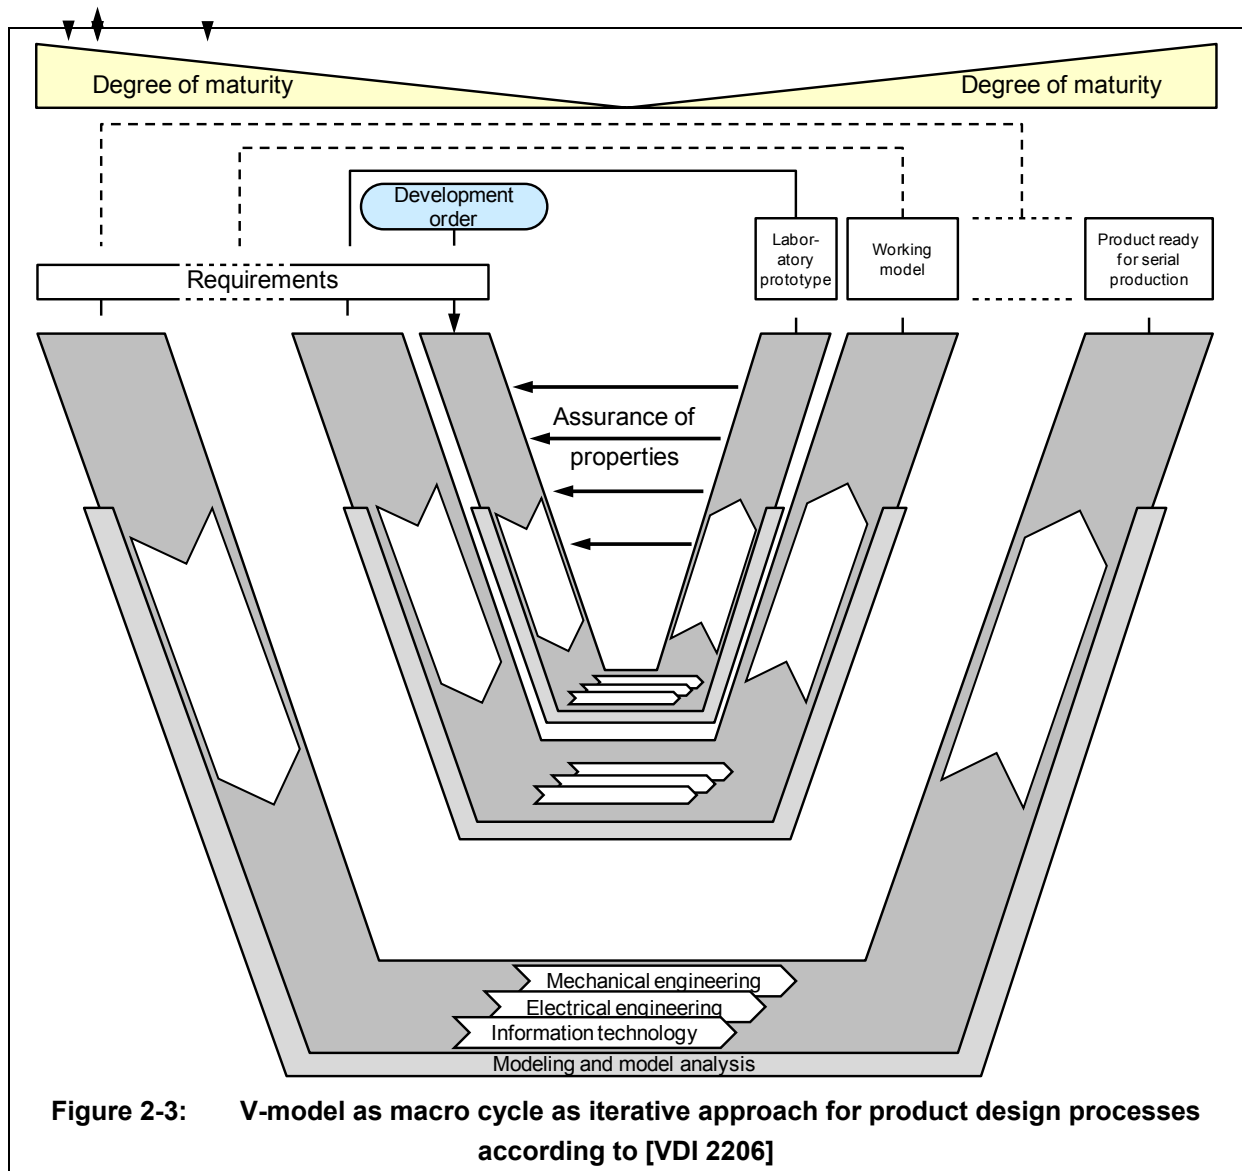 Degree of maturity
Degree of maturity
Development
order
Labor-
atory
prototype
Working
model
Product ready
for serial
production
Requirements
Assurance of
properties
Mechanical engineering
Electrical engineering
Information technology
Modeling and model analysis
Figure 2-3: V-model as macro cycle as iterative approach for product design processes
according to [VDI 2206]